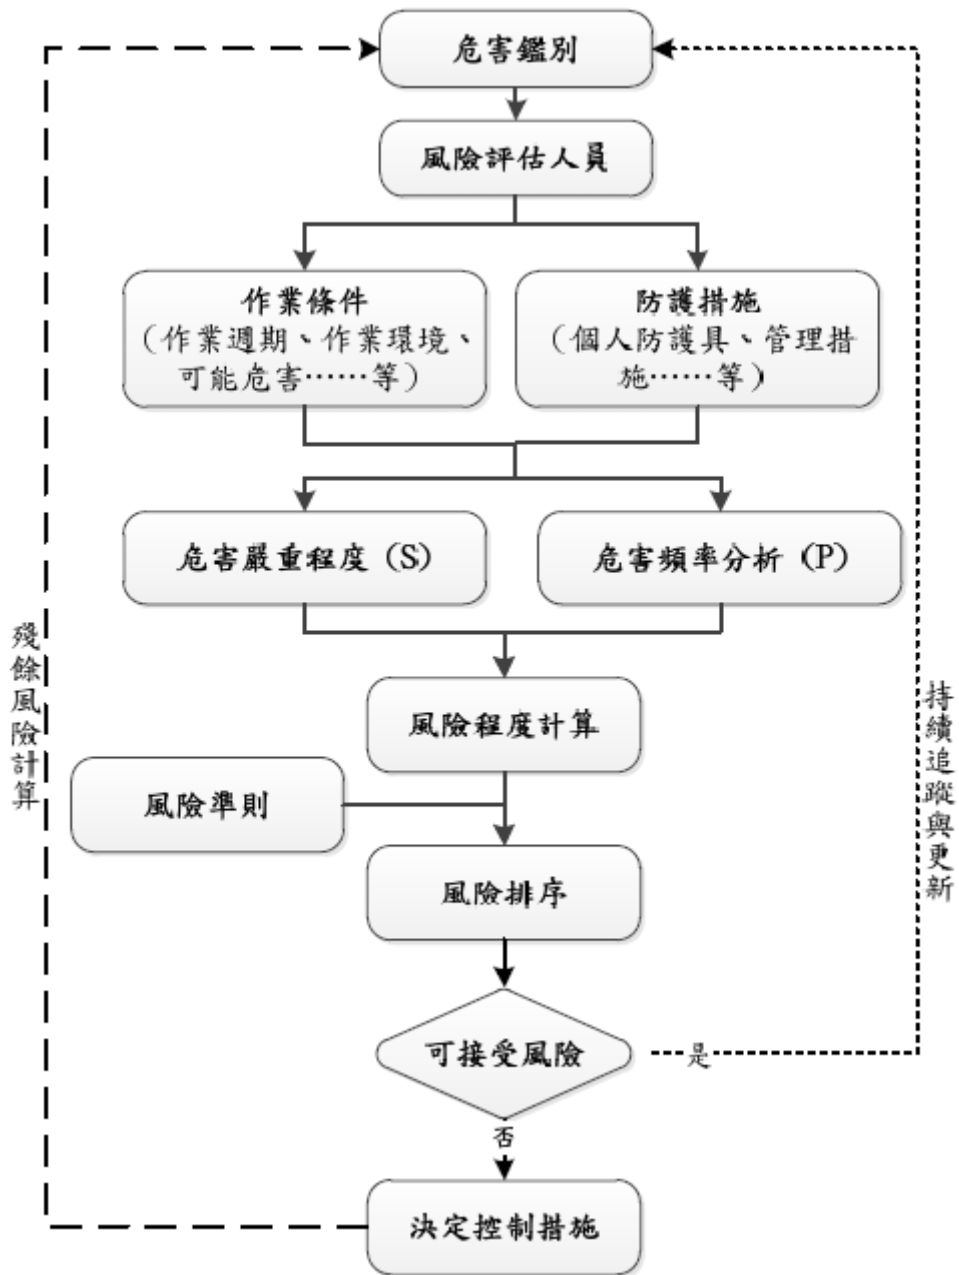 危害鑑別
風險評估人員
作業條件
（作業週期、作業環境、
可能危害……等）
防護措施
（個人防護具、管理措
施……等）
危害嚴重程度（S）
危害頻率分析（P）
風險程度計算
風險準則
風險排序
可接受風險
是
否
決定控制措施
殘餘風險計算
持續追蹤與更新